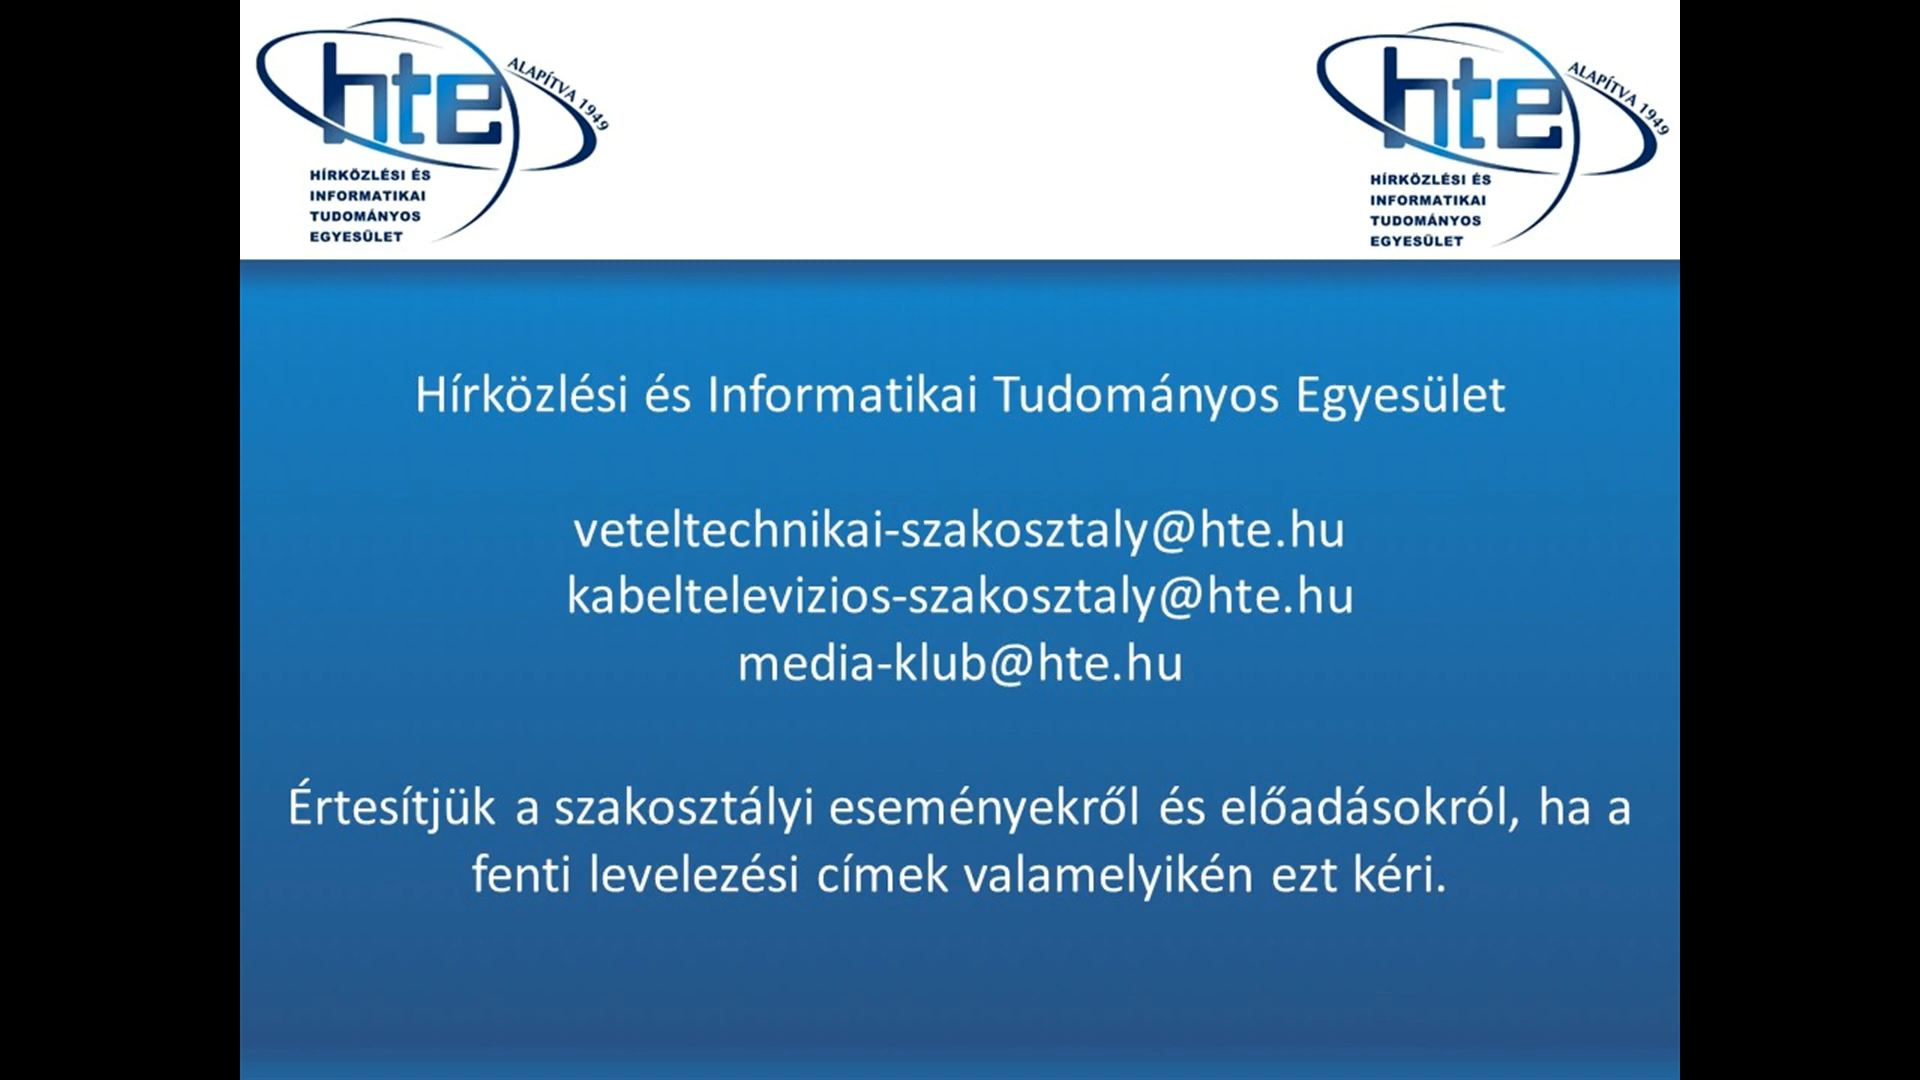 hte
ALAPÍTVA 1949
HÍRKÖZLÉSI ÉS
INFORMATIKAI
TUDOMÁNYOS
EGYESÜLET
hte
ALAPÍTVA 1949
HÍRKÖZLÉSI ÉS
INFORMATIKAI
TUDOMÁNYOS
EGYESÜLET
Hírközlési és Informatikai Tudományos Egyesület
veteltechnikai-szakosztaly@hte.hu
kabeltelevizios-szakosztaly@hte.hu
media-klub@hte.hu
Értesítjük a szakosztályi eseményekről és előadásokról, ha a
fenti levelezési címek valamelyikén ezt kéri.